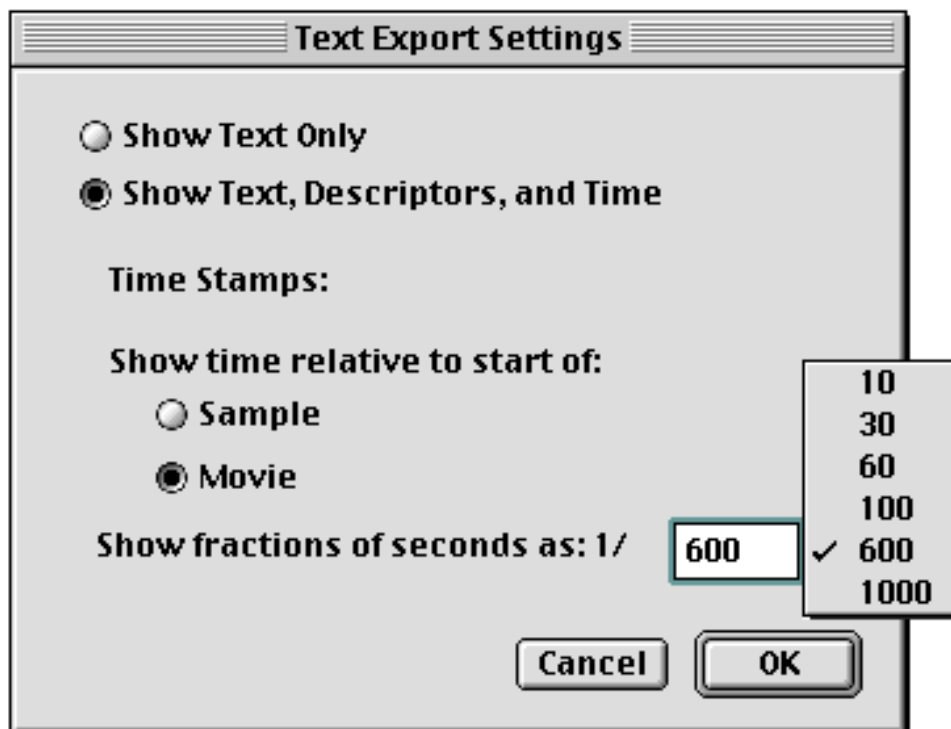 Text Export Settings
Show Text Only
Show Text, Descriptors, and Time
Time Stamps:
Show time relative to start of:
Sample
Movie
Show fractions of seconds as: 1/ 600
10
30
60
100
✓ 600
1000
Cancel OK